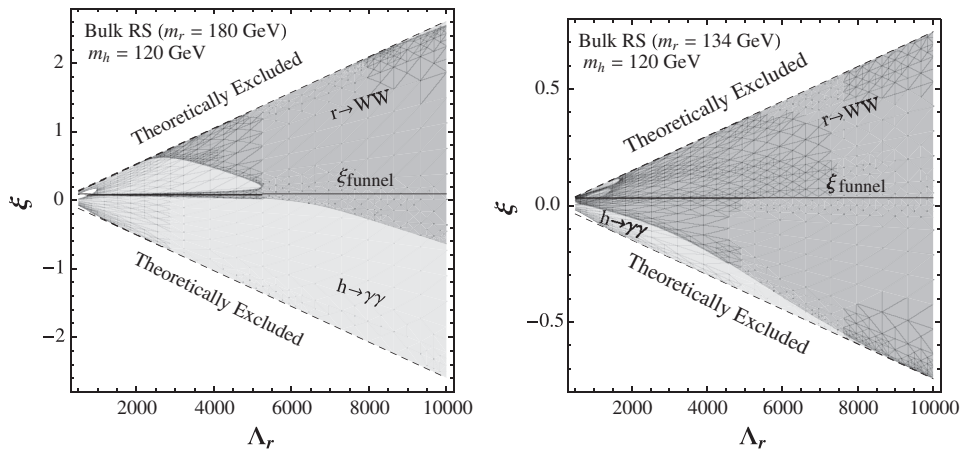 Bulk RS (m_r = 180 GeV)
m_h = 120 GeV
Theoretically Excluded
r→WW
ξ_funnel
h→γγ
Theoretically Excluded
ξ
2
1
0
−1
−2
2000 4000 6000 8000 10000
Λ_r
Bulk RS (m_r = 134 GeV)
m_h = 120 GeV
Theoretically Excluded
r→WW
ξ_funnel
h→γγ
Theoretically Excluded
ξ
0.5
0.0
−0.5
2000 4000 6000 8000 10000
Λ_r